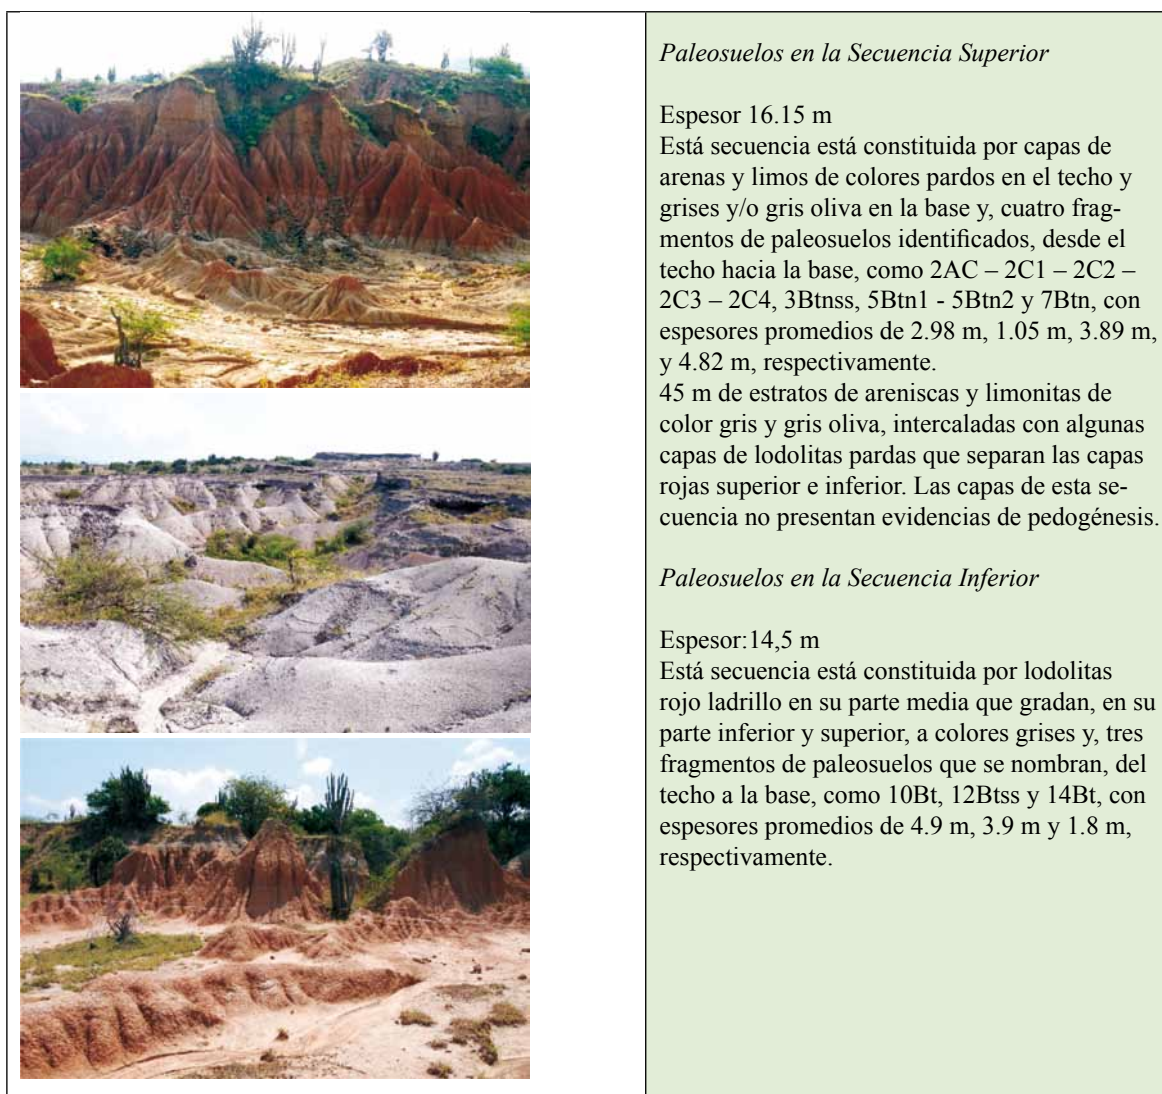 Paleosuelos en la Secuencia Superior
Espesor 16.15 m
Está secuencia está constituida por capas de
arenas y limos de colores pardos en el techo y
grises y/o gris oliva en la base y, cuatro frag-
mentos de paleosuelos identificados, desde el
techo hacia la base, como 2AC – 2C1 – 2C2 –
2C3 – 2C4, 3Btnss, 5Btn1 - 5Btn2 y 7Btn, con
espesores promedios de 2.98 m, 1.05 m, 3.89 m,
y 4.82 m, respectivamente.
45 m de estratos de areniscas y limonitas de
color gris y gris oliva, intercaladas con algunas
capas de lodolitas pardas que separan las capas
rojas superior e inferior. Las capas de esta se-
cuencia no presentan evidencias de pedogénesis.
Paleosuelos en la Secuencia Inferior
Espesor:14,5 m
Está secuencia está constituida por lodolitas
rojo ladrillo en su parte media que gradan, en su
parte inferior y superior, a colores grises y, tres
fragmentos de paleosuelos que se nombran, del
techo a la base, como 10Bt, 12Btss y 14Bt, con
espesores promedios de 4.9 m, 3.9 m y 1.8 m,
respectivamente.